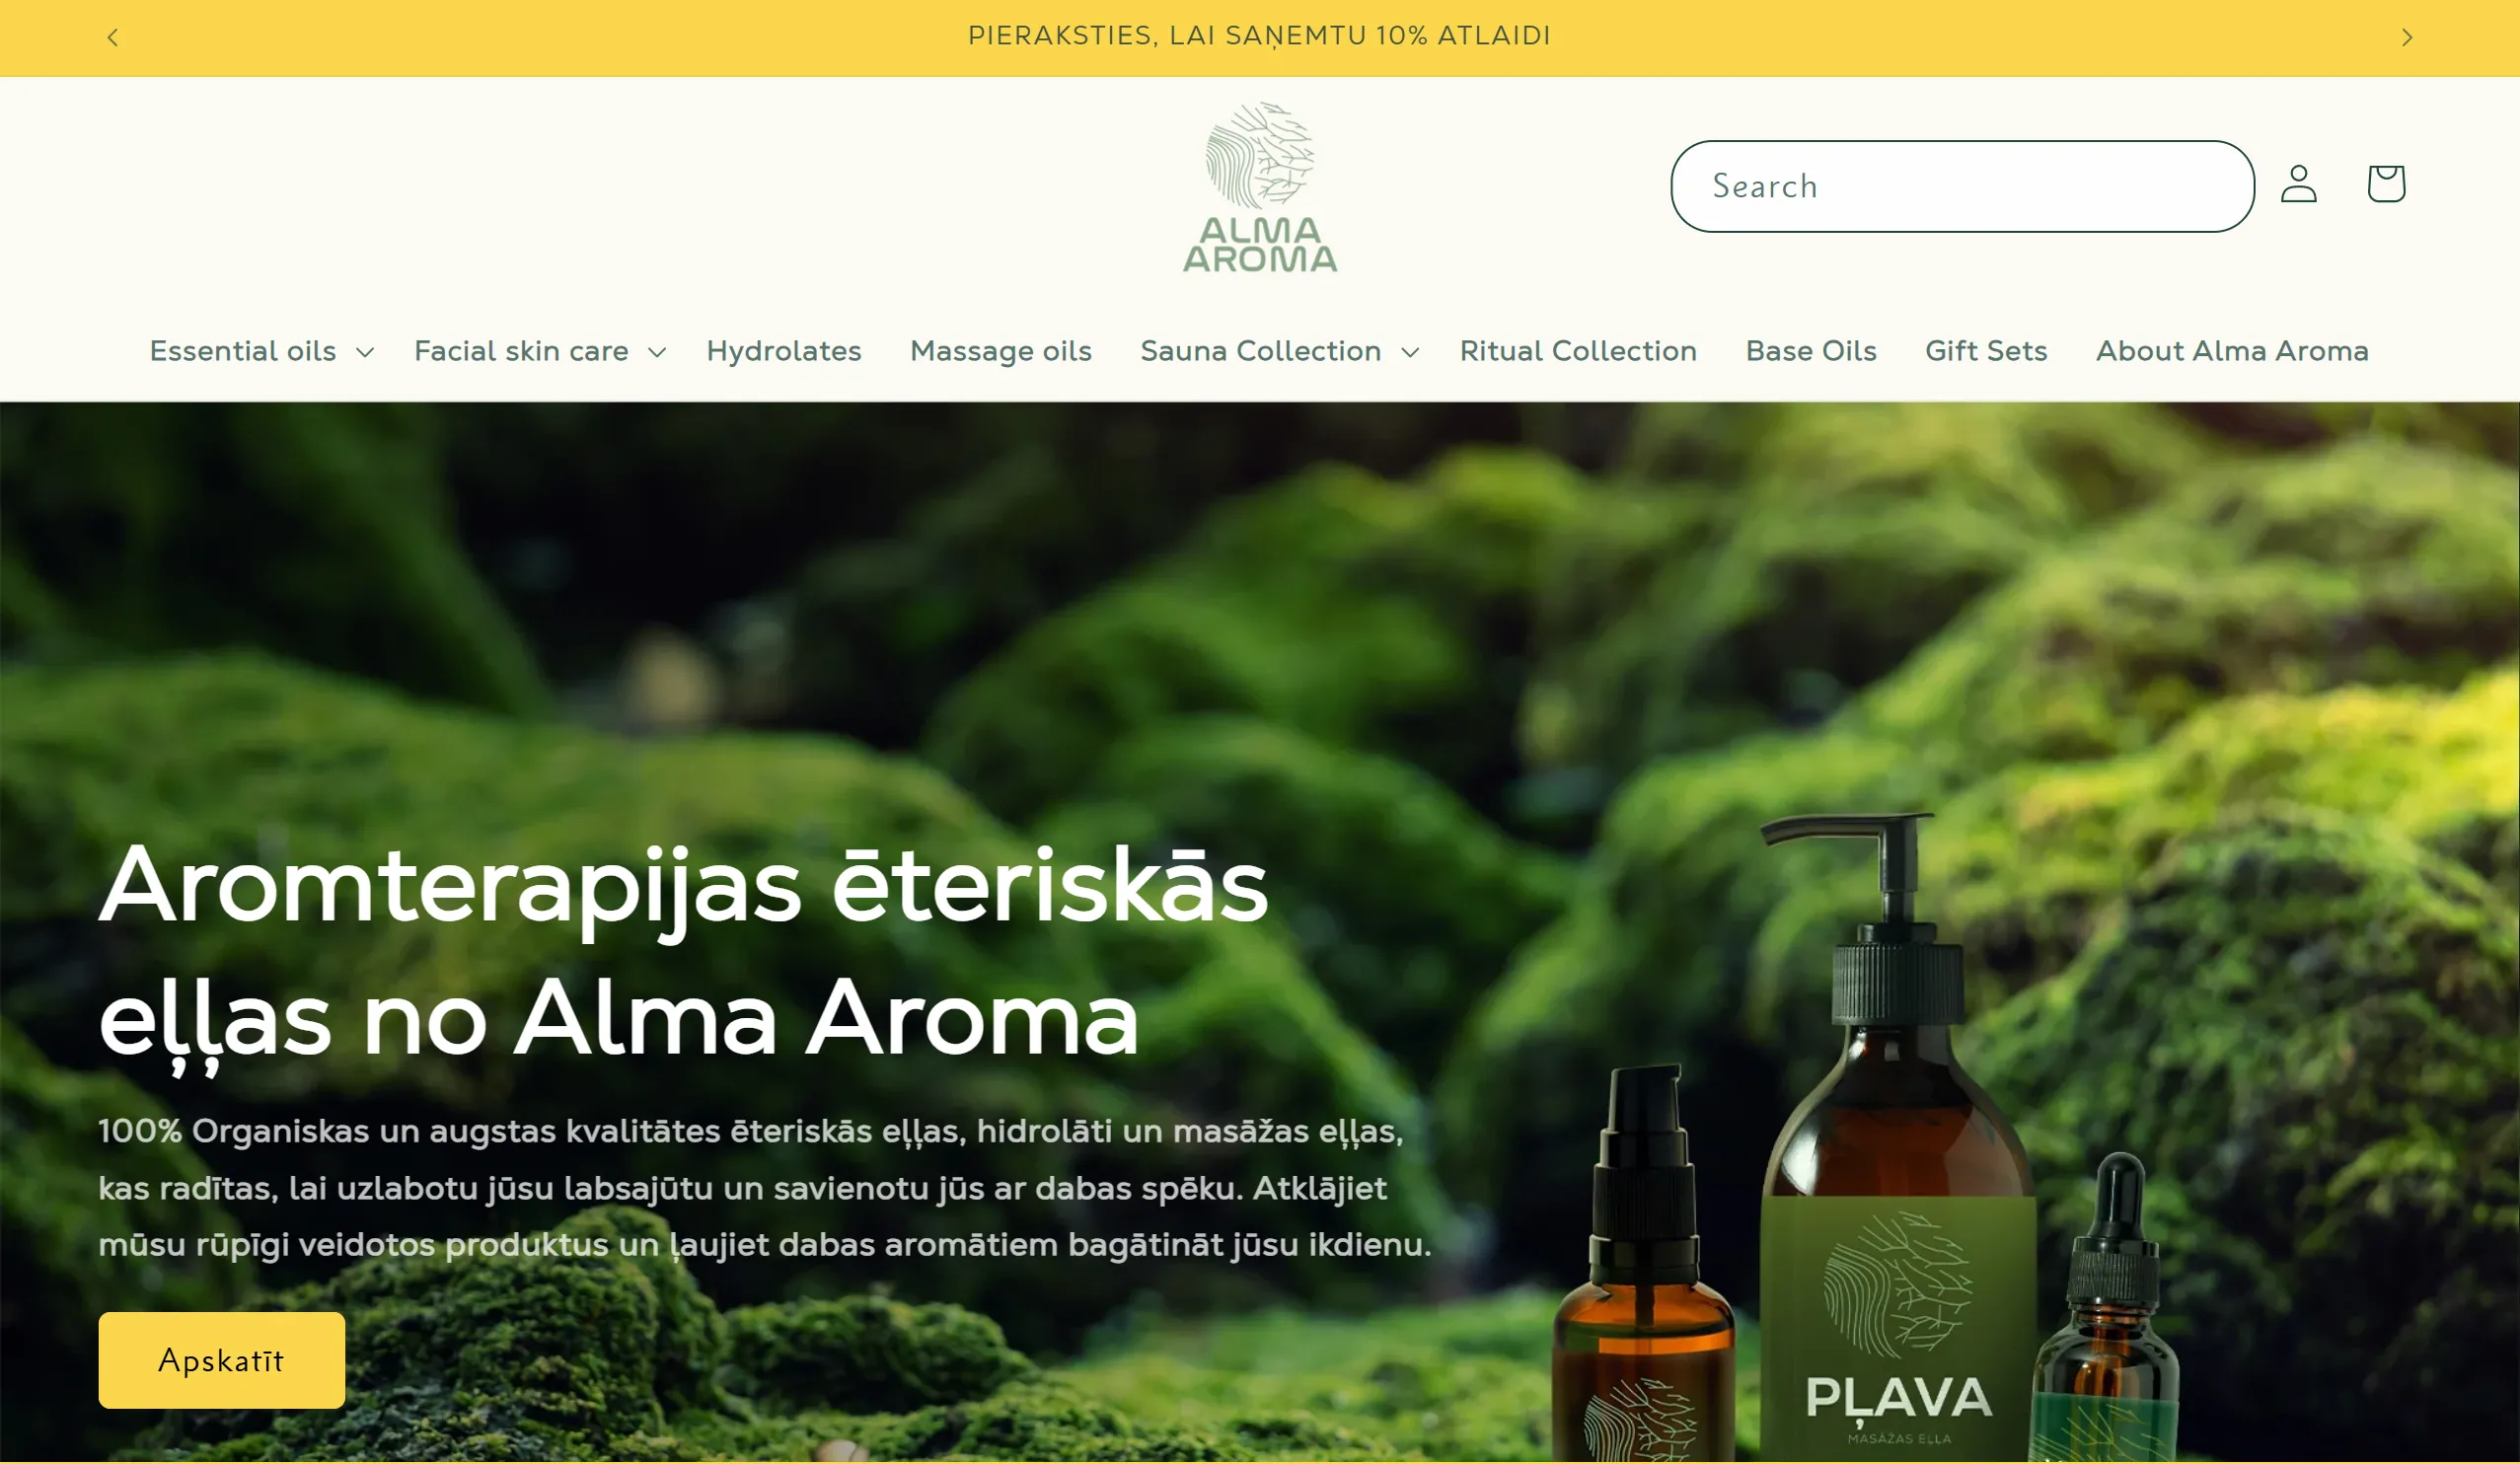 PIERAKSTIES, LAI SAŅEMTU 10% ATLAIDI
ALMA
AROMA
Search
Essential oils Facial skin care Hydrolates Massage oils Sauna Collection Ritual Collection Base Oils Gift Sets About Alma Aroma
Aromterapijas ēteriskās
eļļas no Alma Aroma
100% Organiskas un augstas kvalitātes ēteriskās eļļas, hidrolāti un masāžas eļļas,
kas radītas, lai uzlabotu jūsu labsajūtu un savienotu jūs ar dabas spēku. Atklājiet
mūsu rūpīgi veidotos produktus un ļaujiet dabas aromātiem bagātināt jūsu ikdienu.
Apskatīt
PĻAVA
MASĀŽAS EĻĻA